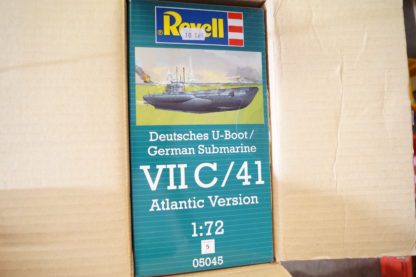 Revell
Deutsches U-Boot/
German Submarine
VII C/41
Atlantic Version
1:72
5
05045